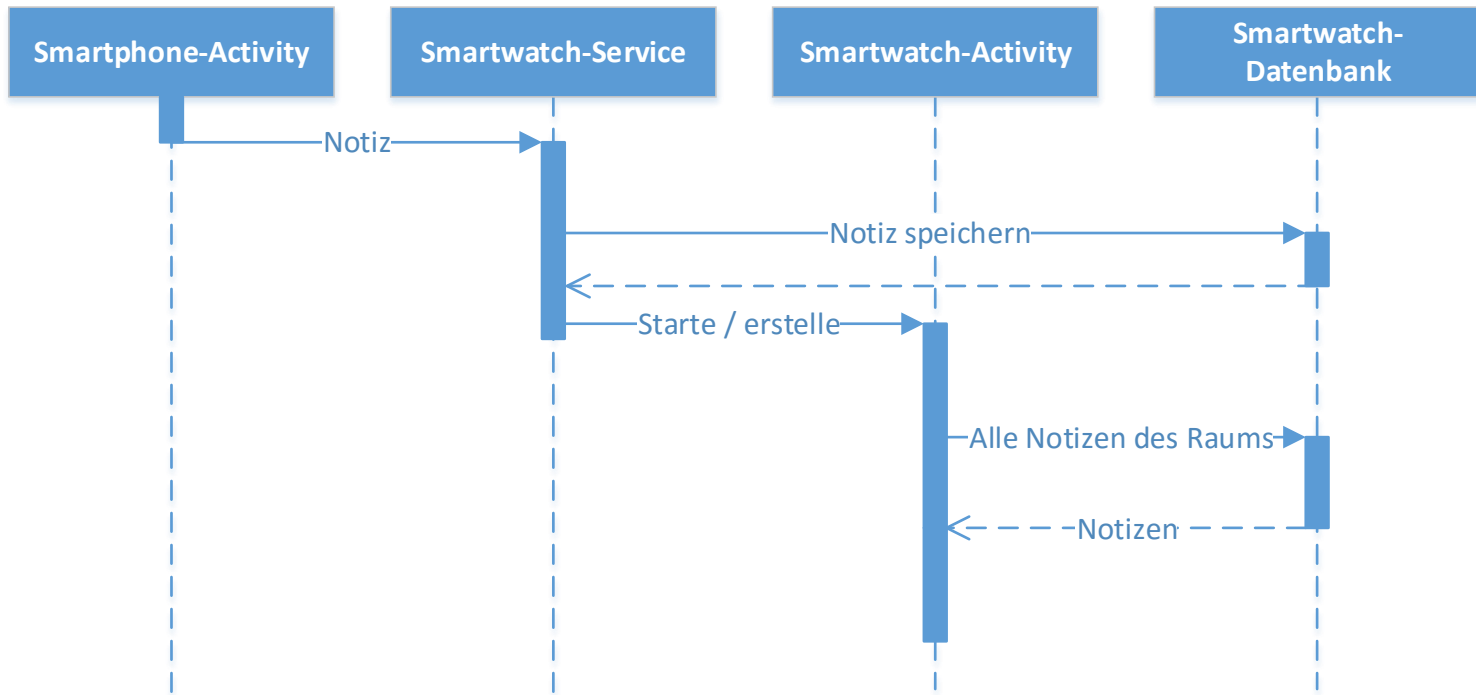 Smartphone-Activity
Smartwatch-Service
Smartwatch-Activity
Smartwatch-
Datenbank
Notiz
Notiz speichern
Starte / erstelle
Alle Notizen des Raums
Notizen